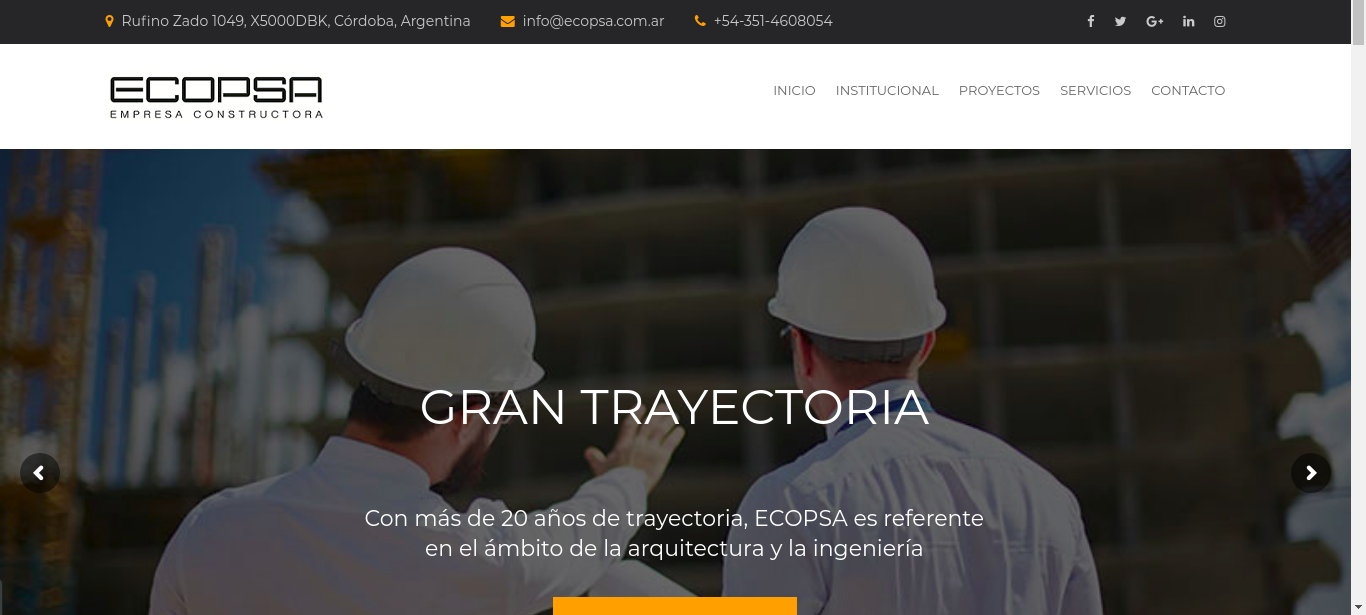 Rufino Zado 1049, X5000DBK, Córdoba, Argentina info@ecopsa.com.ar +54-351-4608054
ECOPSA
EMPRESA CONSTRUCTORA
INICIO INSTITUCIONAL PROYECTOS SERVICIOS CONTACTO
GRAN TRAYECTORIA
Con más de 20 años de trayectoria, ECOPSA es referente
en el ámbito de la arquitectura y la ingeniería